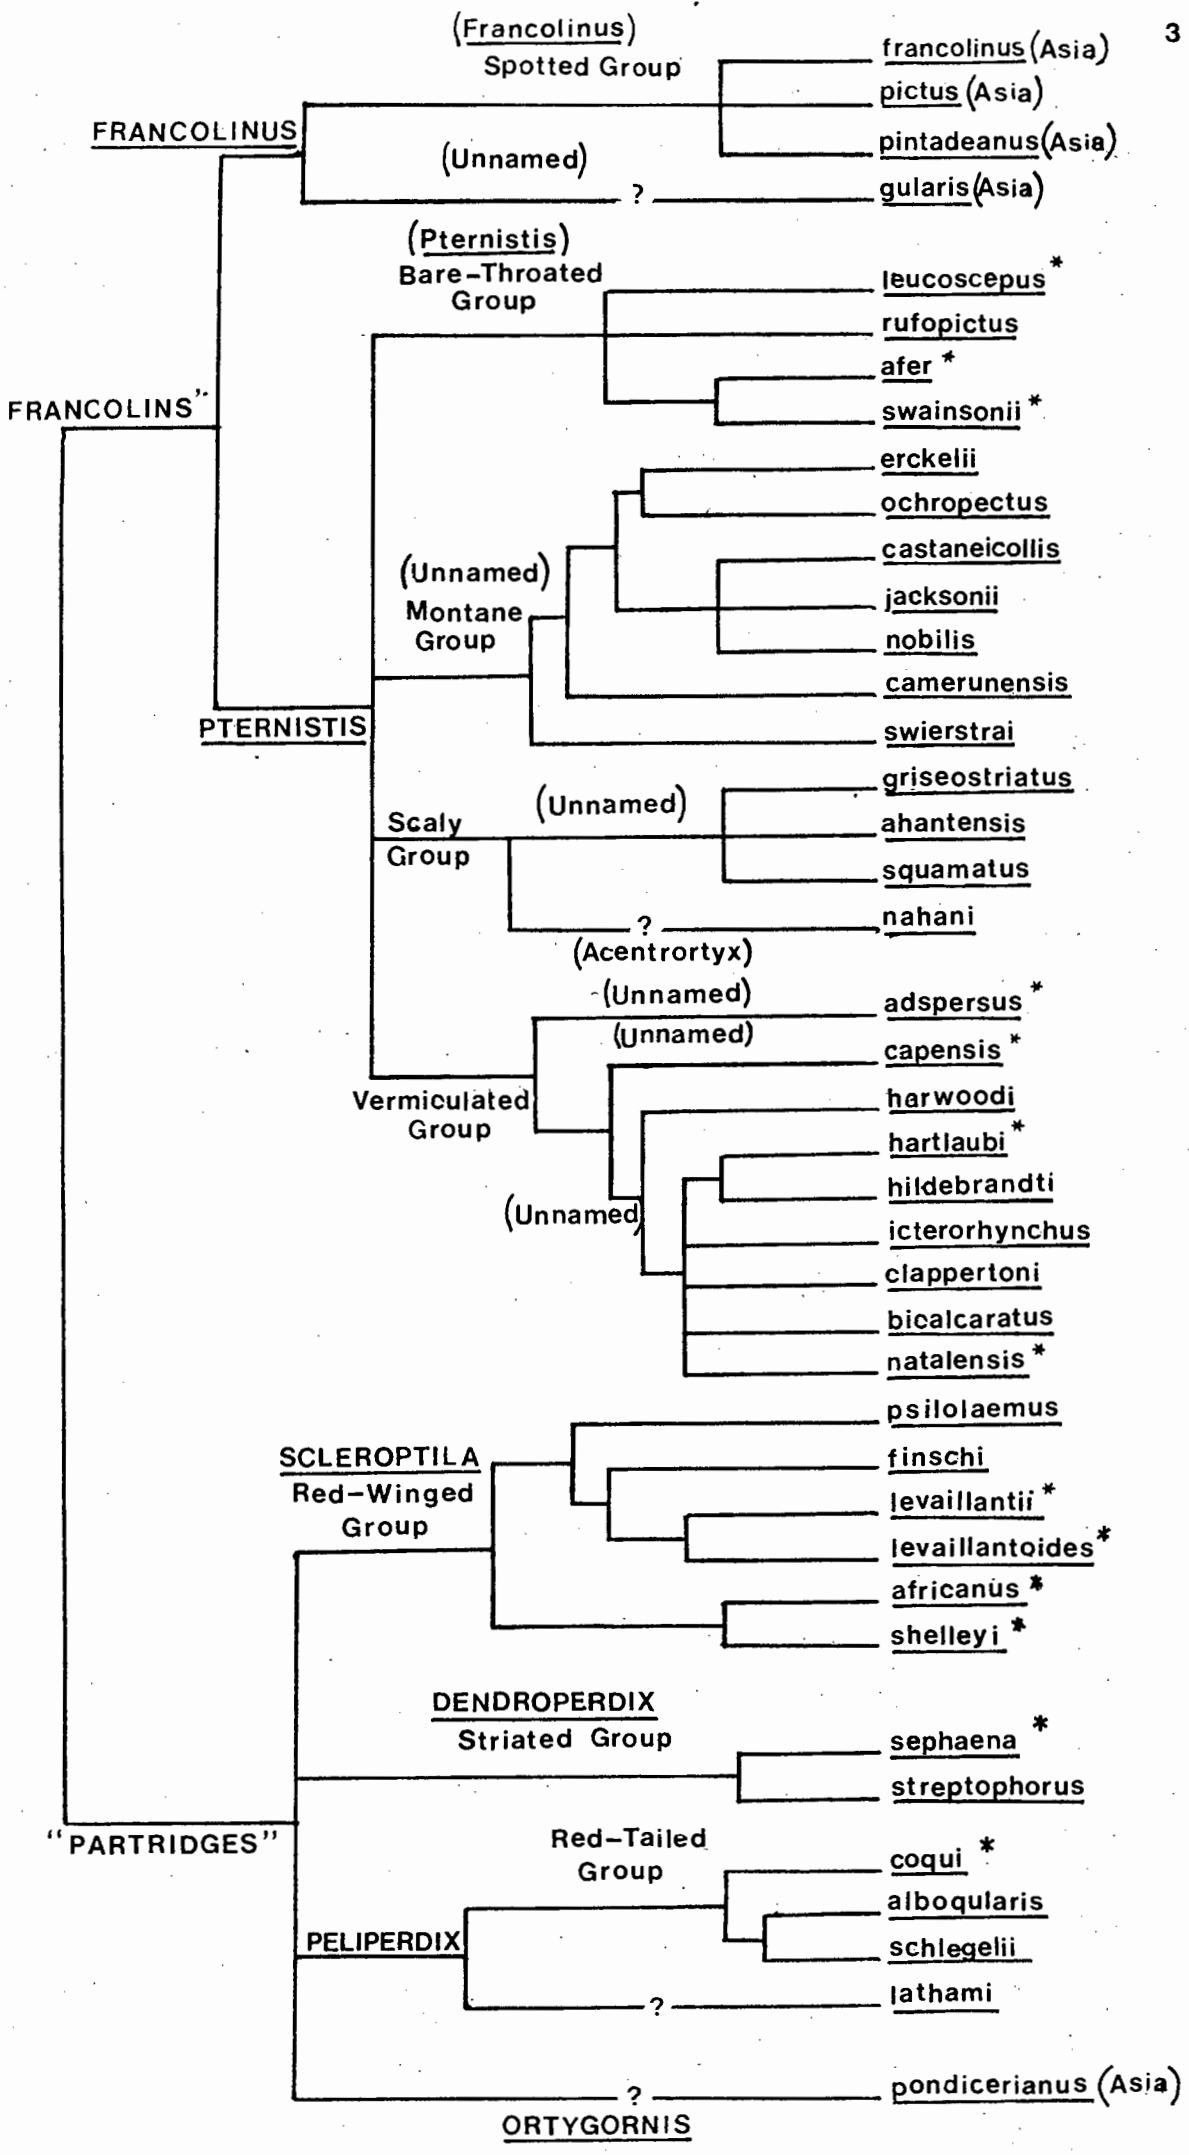 3
(Francolinus)
Spotted Group
francolinus (Asia)
pictus (Asia)
FRANCOLINUS
pintadeanus (Asia)
(Unnamed)
?
gularis (Asia)
(Pternistis)
Bare-Throated
Group
leucoscepus *
rufopictus
afer *
FRANCOLINS"
swainsonii *
erckelii
ochropectus
castaneicollis
(Unnamed)
Montane
Group
jacksonii
nobilis
camerunensis
PTERNISTIS
swierstrai
griseostriatus
(Unnamed)
Scaly
Group
ahantensis
squamatus
?
nahani
(Acentrortyx)
(Unnamed)
adspersus *
(Unnamed)
capensis *
Vermiculated
Group
harwoodi
hartlaubi *
hildebrandti
(Unnamed)
icterorhynchus
clappertoni
bicalcaratus
natalensis *
psilolaemus
SCLEROPTILA
Red-Winged
Group
finschi
levaillantii *
levaillantoides *
africanus *
shelleyi *
DENDROPERDIX
Striated Group
sephaena *
streptophorus
"PARTRIDGES"
Red-Tailed
Group
coqui *
alboqularis
PELIPERDIX
schlegelii
?
lathami
?
pondicerianus (Asia)
ORTYGORNIS